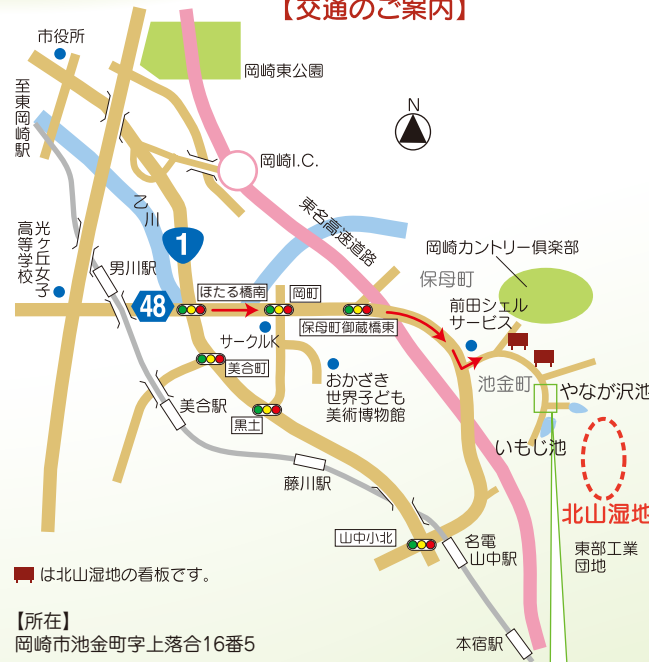 【交通のご案内】
市役所
岡崎東公園
至東岡崎駅
N
岡崎I.C.
乙川
東名高速道路
光ヶ丘女子
高等学校
1
岡崎カントリー倶楽部
男川駅
保母町
48
ほたる橋南
岡町
前田シェル
サービス
保母町御蔵橋東
サークルK
美合町
おかざき
世界子ども
美術博物館
池金町
やなが沢池
美合駅
黒土
いもじ池
藤川駅
北山湿地
山中小北
名電
山中駅
東部工業
団地
は北山湿地の看板です。
【所在】
岡崎市池金町字上落合16番5
本宿駅